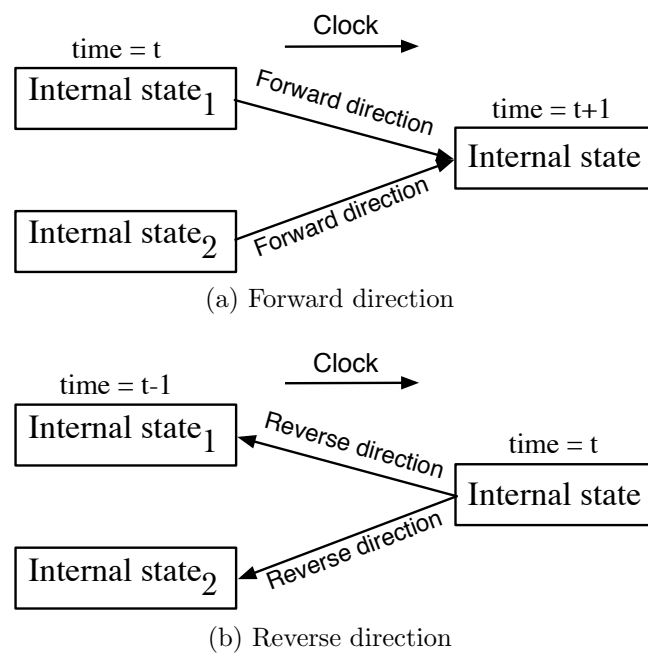 Clock
time = t
Internal state1
Forward direction
time = t+1
Internal state
Internal state2
Forward direction
(a) Forward direction
Clock
time = t-1
Internal state1
Reverse direction
time = t
Internal state
Internal state2
Reverse direction
(b) Reverse direction